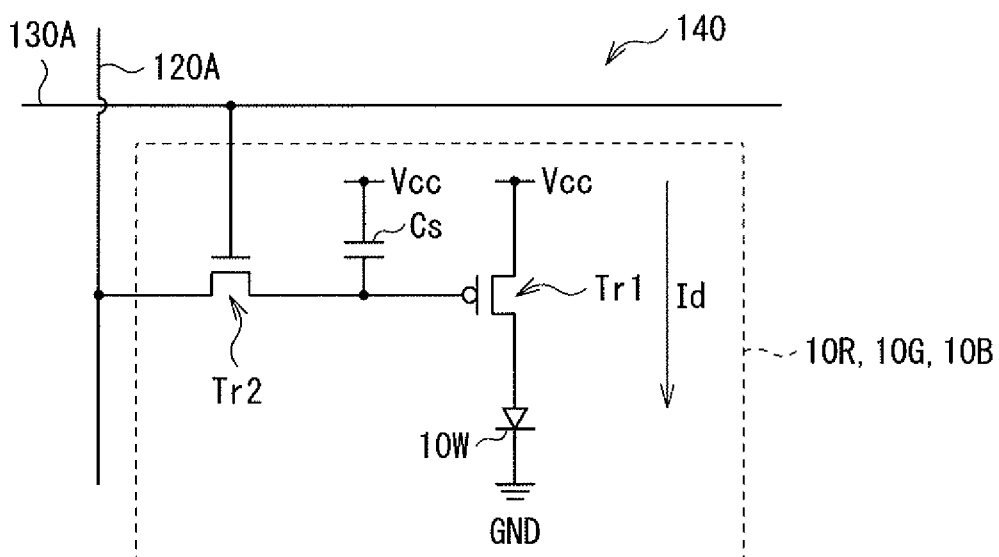 130A
120A
140
Vcc
Vcc
Cs
Tr1
Id
Tr2
10R, 10G, 10B
10W
GND